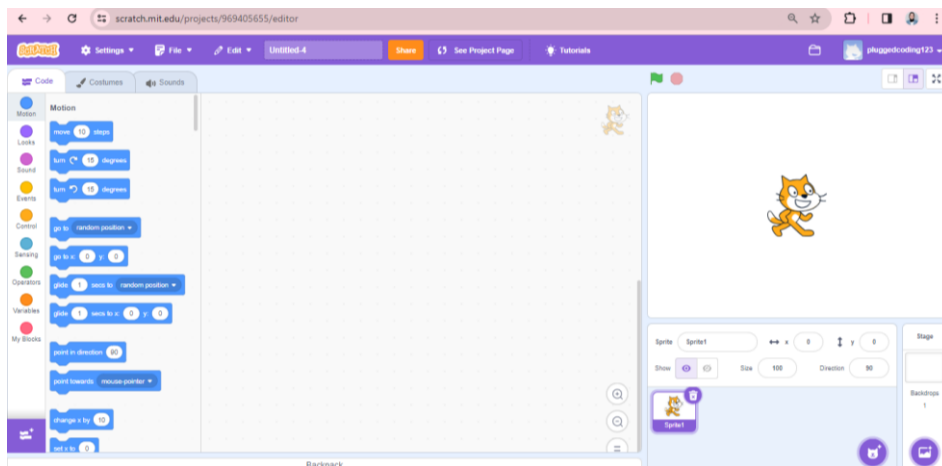 scratch.mit.edu/projects/969405655/editor
SCRATCH Settings File Edit Untitled-4 Share See Project Page Tutorials pluggedcoding123
Code Costumes Sounds
Motion
Looks
Sound
Events
Control
Sensing
Operators
Variables
My Blocks
Motion
move 10 steps
turn 15 degrees
turn 15 degrees
go to random position
go to x: 0 y: 0
glide 1 secs to random position
glide 1 secs to x: 0 y: 0
point in direction 90
point towards mouse-pointer
change x by 10
set x to 0
Backpack
Sprite Sprite1 x 0 y 0
Show Size 100 Direction 90
Sprite1
Stage
Backdrops
1